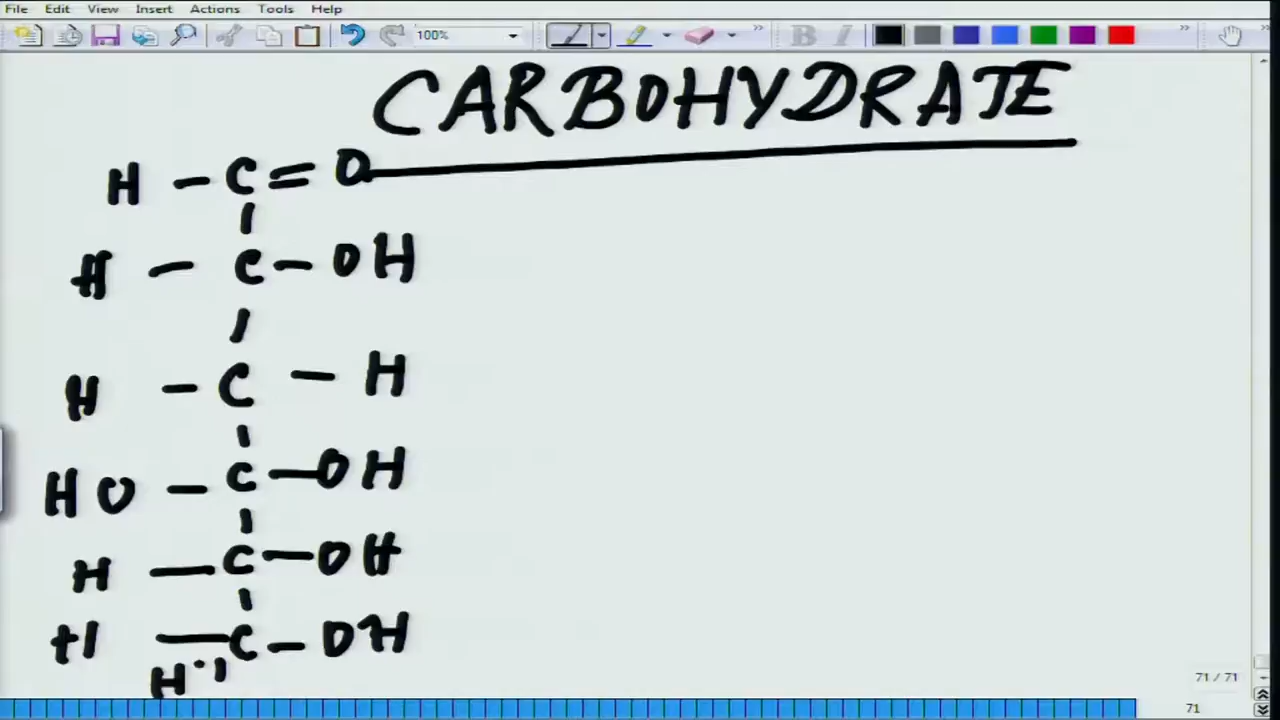 File Edit View Insert Actions Tools Help
100%
CARBOHYDRATE
H - C = O
H - C - OH
H - C - H
HO - C - OH
H - C - OH
H - C - OH
H
71 / 71
71